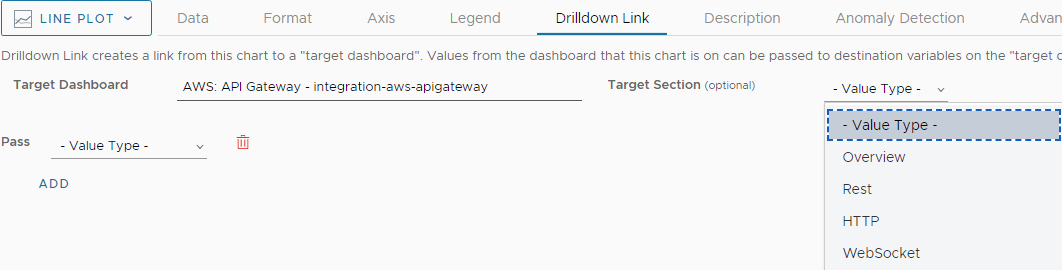 LINE PLOT Data Format Axis Legend Drilldown Link Description Anomaly Detection
Drilldown Link creates a link from this chart to a "target dashboard". Values from the dashboard that this chart is on can be passed to destination variables on the "target
Target Dashboard AWS: API Gateway - integration-aws-apigateway Target Section (optional) - Value Type -
- Value Type -
Pass - Value Type -
Overview
ADD
Rest
HTTP
WebSocket